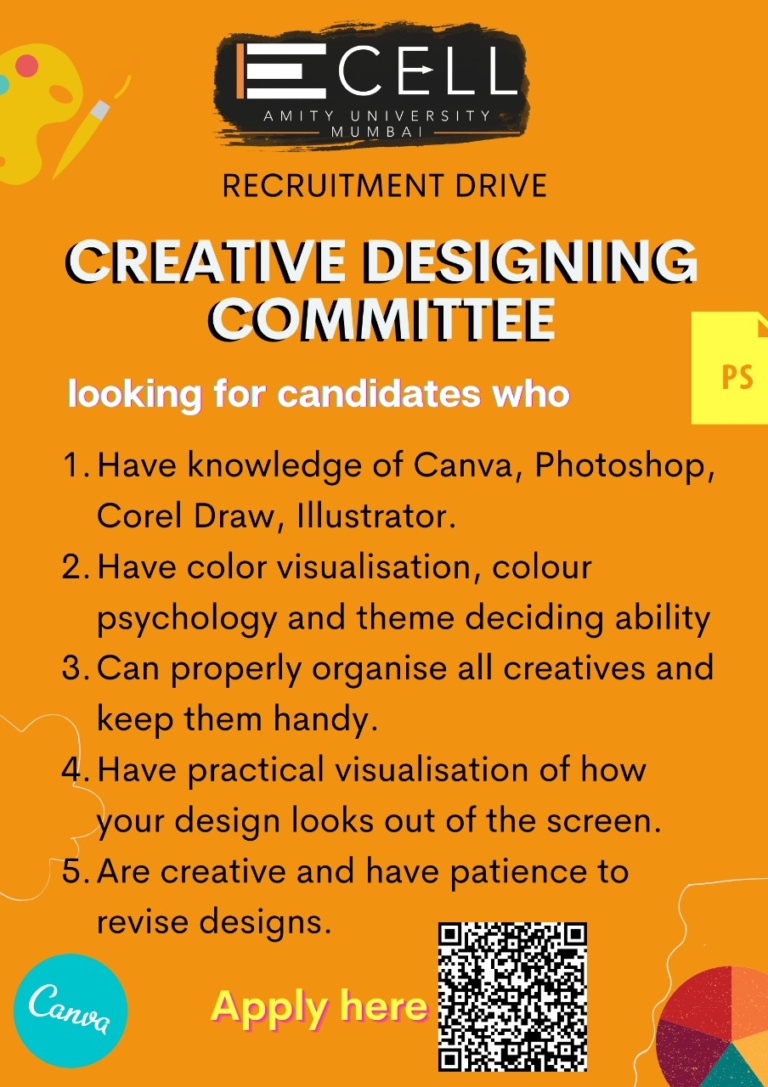 ECELL
AMITY UNIVERSITY
MUMBAI
RECRUITMENT DRIVE
CREATIVE DESIGNING
COMMITTEE
looking for candidates who
PS
1. Have knowledge of Canva, Photoshop,
Corel Draw, Illustrator.
2. Have color visualisation, colour
psychology and theme deciding ability
3. Can properly organise all creatives and
keep them handy.
4. Have practical visualisation of how
your design looks out of the screen.
5. Are creative and have patience to
revise designs.
Canva
Apply here